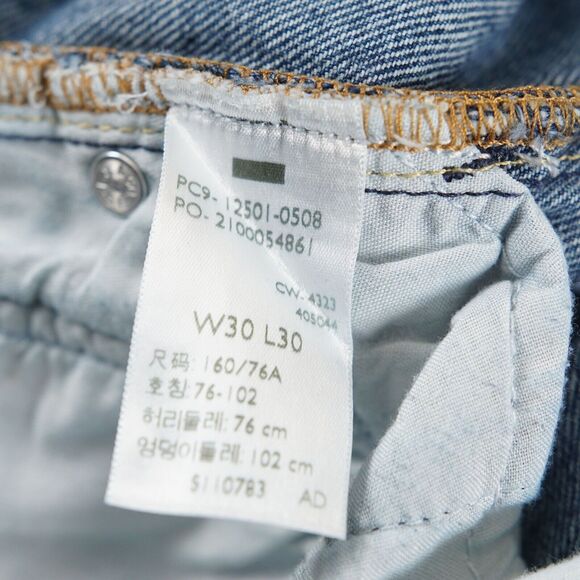 PC9- 12501-0508
PO- 2100054861
CW- 4323
405044
W30 L30
尺码: 160/76A
호칭: 76-102
허리둘레: 76 cm
엉덩이둘레: 102 cm
5110783 AD